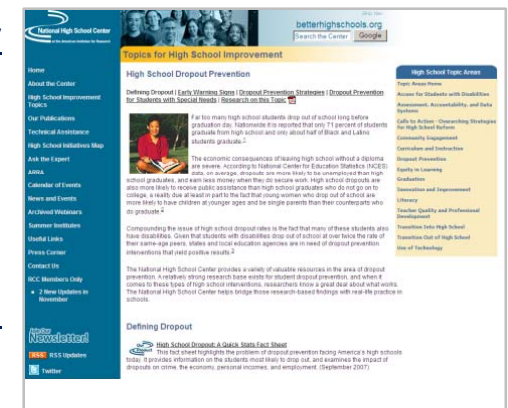 National High School Center
at the American Institutes for Research
betterhighschools.org
Search the Center Google
Topics for High School Improvement
Home
About the Center
High School Improvement
Topics
Our Publications
Technical Assistance
High School Initiatives Map
Ask the Expert
ARRA
Calendar of Events
News and Events
Archived Webinars
Summer Institutes
Useful Links
Press Corner
Contact Us
RCC Members Only
2 New Updates in
November
Newsletter!
RSS RSS Updates
Twitter
High School Dropout Prevention
Defining Dropout | Early Warning Signs | Dropout Prevention Strategies | Dropout Prevention
for Students with Special Needs | Research on this Topic
Far too many high school students drop out of school long before
graduation day. Nationwide it is reported that only 71 percent of students
graduate from high school and only about half of Black and Latino
students graduate.
The economic consequences of leaving high school without a diploma
are severe. According to National Center for Education Statistics (NCES)
data, on average, dropouts are more likely to be unemployed than high
school graduates, and earn less money when they do secure work. High school dropouts are
also more likely to receive public assistance than high school graduates who do not go on to
college, a reality due at least in part to the fact that young women who drop out of school are
more likely to have children at younger ages and be single parents than their counterparts who
do graduate.
Compounding the issue of high school dropout rates is the fact that many of these students also
have disabilities. Given that students with disabilities drop out of school at over twice the rate of
their same-age peers, states and local education agencies are in need of dropout prevention
interventions that yield positive results.
The National High School Center provides a variety of valuable resources in the area of dropout
prevention. A relatively strong research base exists for student dropout prevention, and when it
comes to these types of high school interventions, researchers know a great deal about what works.
The National High School Center helps bridge those research-based findings with real-life practice in
schools.
Defining Dropout
High School Dropout: A Quick Stats Fact Sheet
This fact sheet highlights the problem of dropout prevention facing America's high schools
today. It provides information on the students most likely to drop out, and examines the impact of
dropouts on crime, the economy, personal incomes, and employment. (September 2007)
High School Topic Areas
Topic Areas Home
Access for Students with Disabilities
Assessment, Accountability, and Data
Systems
Calls to Action - Overarching Strategies
for High School Reform
Community Engagement
Curriculum and Instruction
Dropout Prevention
Equity in Learning
Graduation
Innovation and Improvement
Literacy
Teacher Quality and Professional
Development
Transition Into High School
Transition Out of High School
Use of Technology